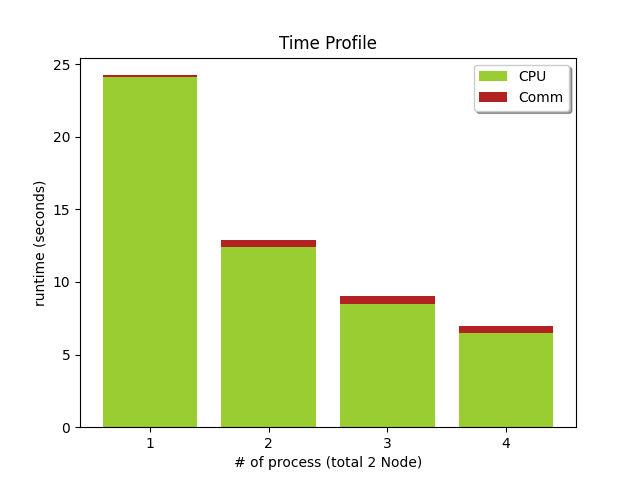 Time Profile
CPU
Comm
runtime (seconds)
25
20
15
10
5
0
1 2 3 4
# of process (total 2 Node)